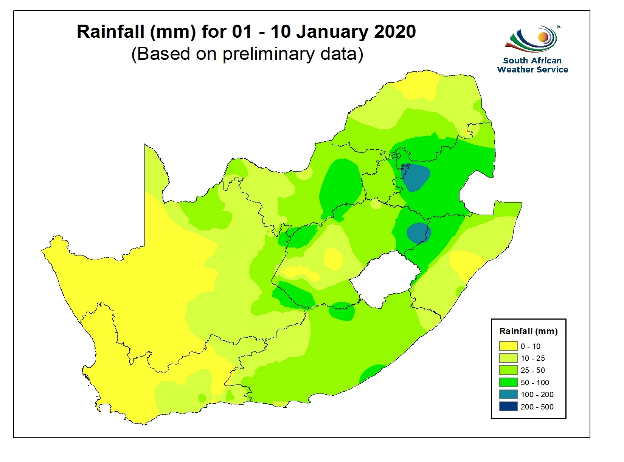 Rainfall (mm) for 01 - 10 January 2020
(Based on preliminary data)
South African
Weather Service
Rainfall (mm)
0 - 10
10 - 25
25 - 50
50 - 100
100 - 200
200 - 500